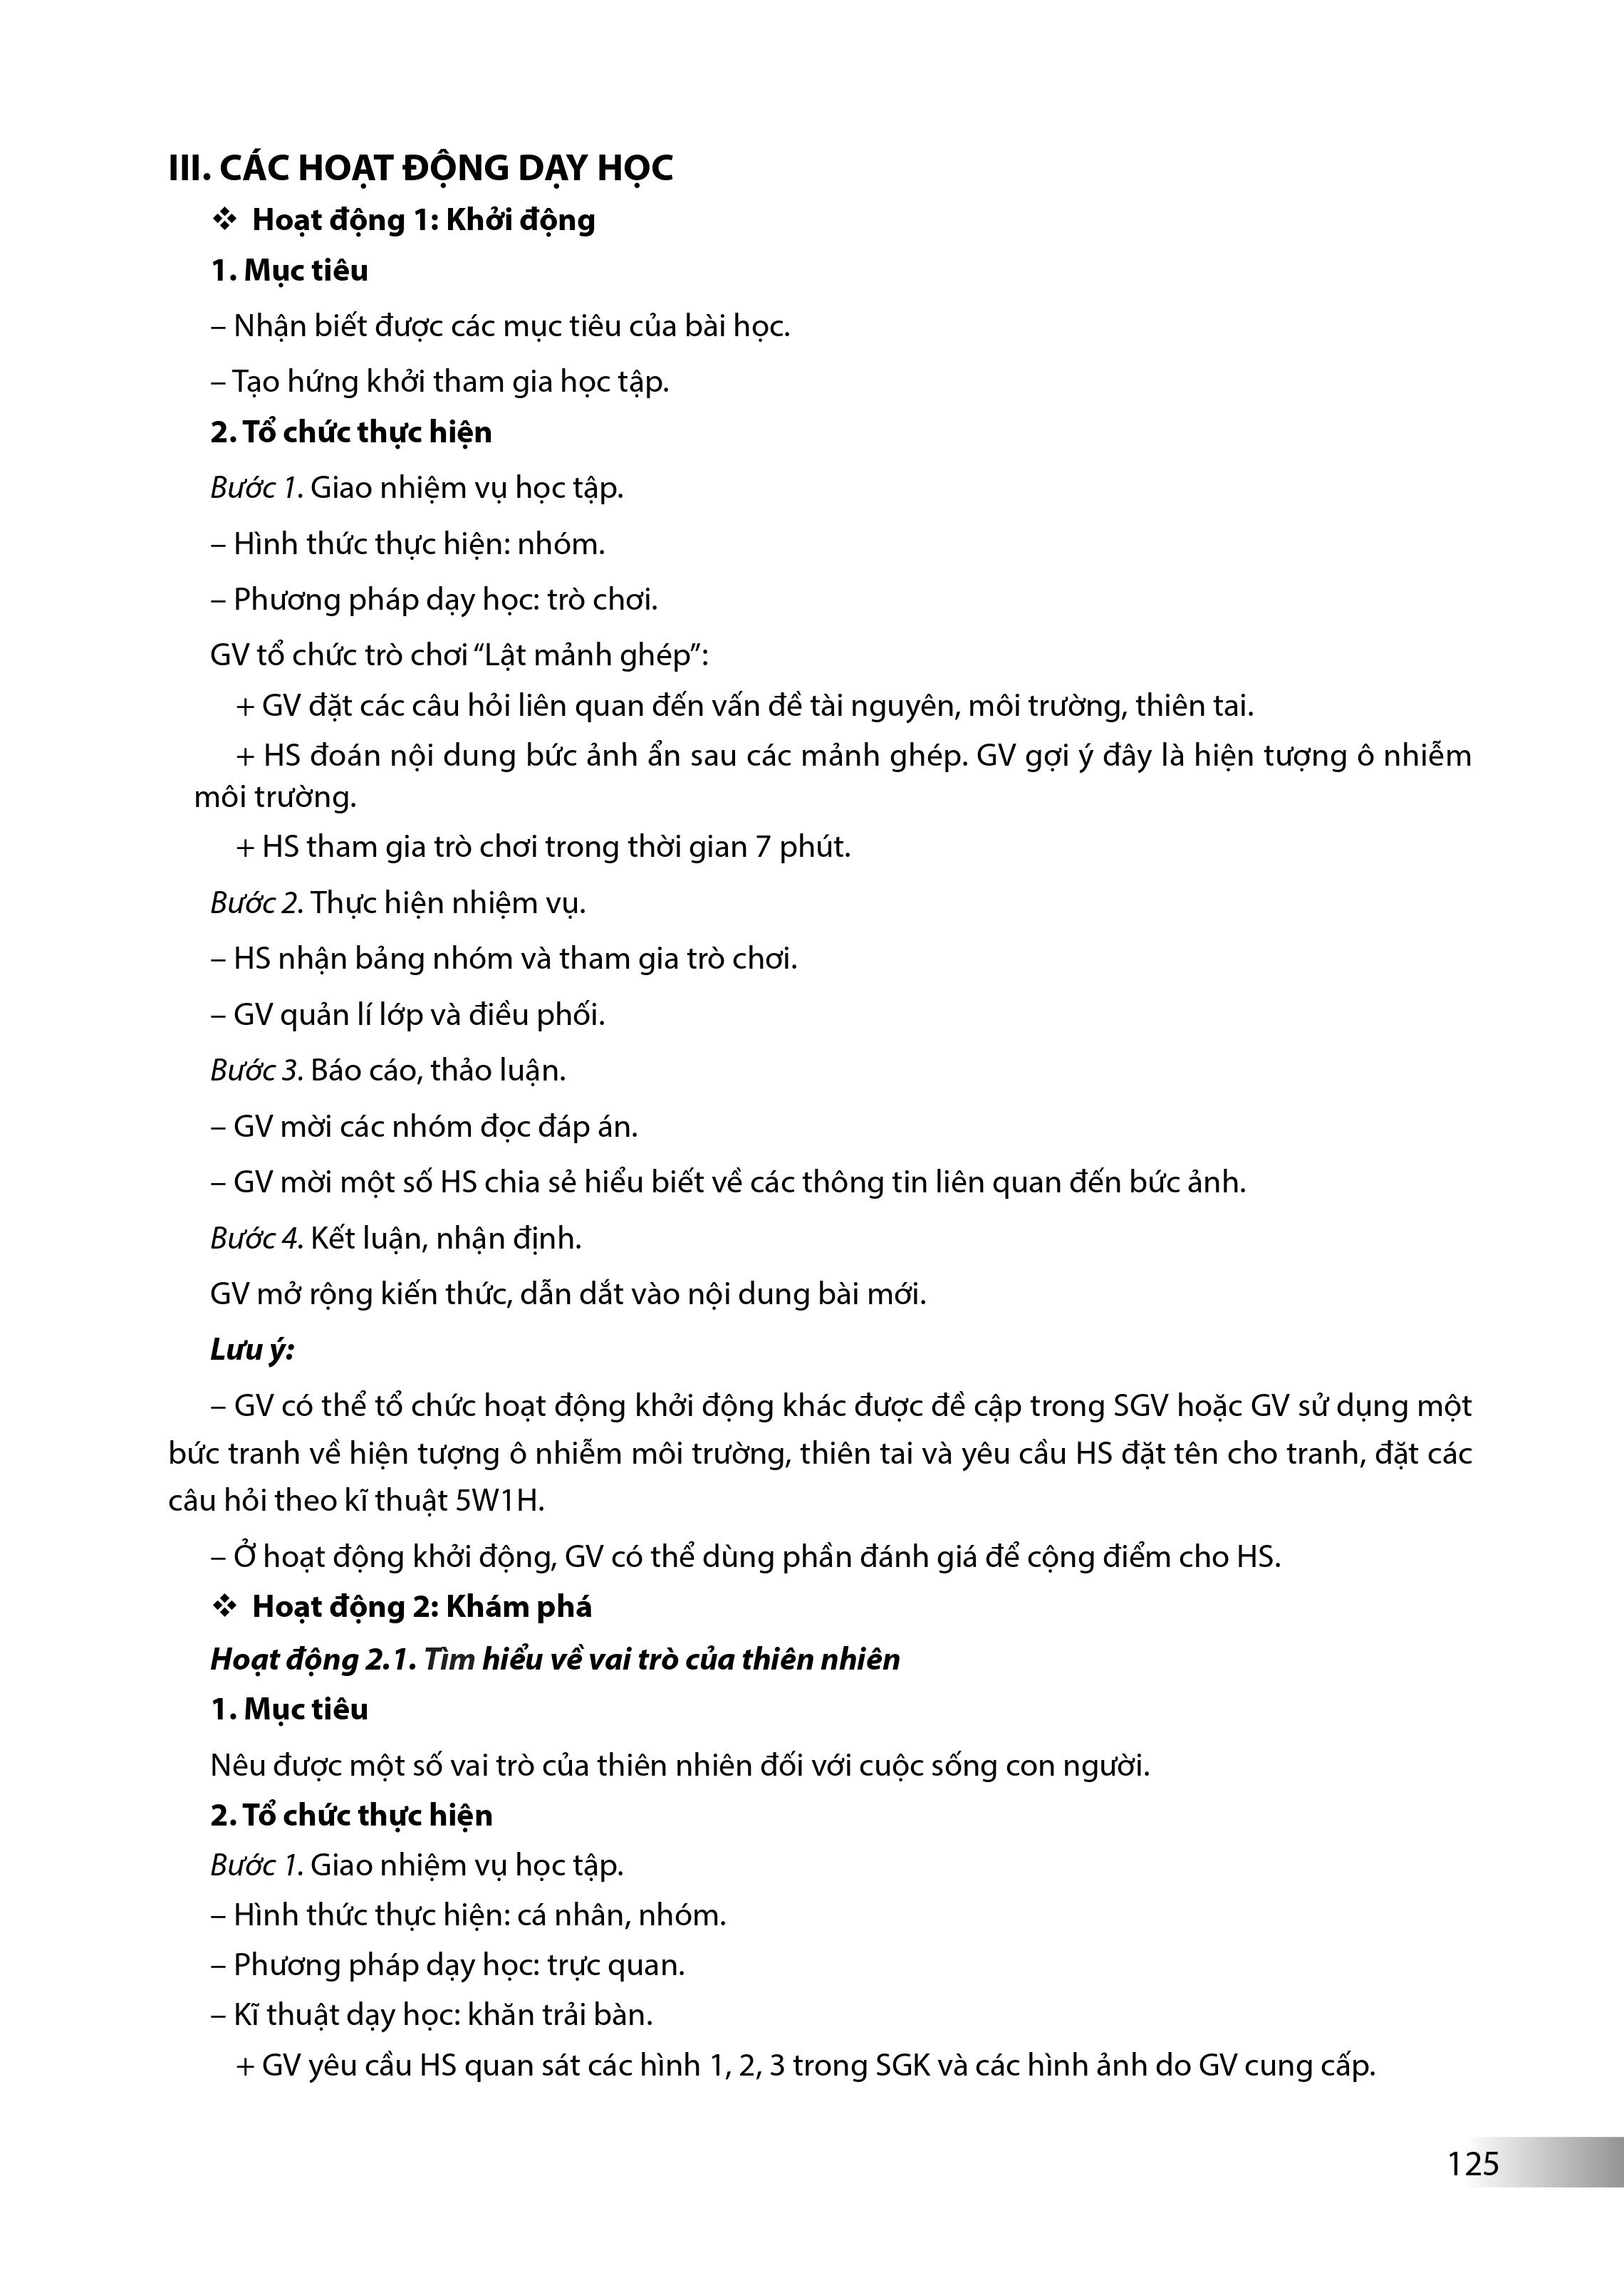 III. CÁC HOẠT ĐỘNG DẠY HỌC
❖ Hoạt động 1: Khởi động
1. Mục tiêu
– Nhận biết được các mục tiêu của bài học.
– Tạo hứng khởi tham gia học tập.
2. Tổ chức thực hiện
Bước 1. Giao nhiệm vụ học tập.
– Hình thức thực hiện: nhóm.
– Phương pháp dạy học: trò chơi.
GV tổ chức trò chơi “Lật mảnh ghép”:
+ GV đặt các câu hỏi liên quan đến vấn đề tài nguyên, môi trường, thiên tai.
+ HS đoán nội dung bức ảnh ẩn sau các mảnh ghép. GV gợi ý đây là hiện tượng ô nhiễm
môi trường.
+ HS tham gia trò chơi trong thời gian 7 phút.
Bước 2. Thực hiện nhiệm vụ.
– HS nhận bảng nhóm và tham gia trò chơi.
– GV quản lí lớp và điều phối.
Bước 3. Báo cáo, thảo luận.
– GV mời các nhóm đọc đáp án.
– GV mời một số HS chia sẻ hiểu biết về các thông tin liên quan đến bức ảnh.
Bước 4. Kết luận, nhận định.
GV mở rộng kiến thức, dẫn dắt vào nội dung bài mới.
Lưu ý:
– GV có thể tổ chức hoạt động khởi động khác được đề cập trong SGV hoặc GV sử dụng một
bức tranh về hiện tượng ô nhiễm môi trường, thiên tai và yêu cầu HS đặt tên cho tranh, đặt các
câu hỏi theo kĩ thuật 5W1H.
– Ở hoạt động khởi động, GV có thể dùng phần đánh giá để cộng điểm cho HS.
❖ Hoạt động 2: Khám phá
Hoạt động 2.1. Tìm hiểu về vai trò của thiên nhiên
1. Mục tiêu
Nêu được một số vai trò của thiên nhiên đối với cuộc sống con người.
2. Tổ chức thực hiện
Bước 1. Giao nhiệm vụ học tập.
– Hình thức thực hiện: cá nhân, nhóm.
– Phương pháp dạy học: trực quan.
– Kĩ thuật dạy học: khăn trải bàn.
+ GV yêu cầu HS quan sát các hình 1, 2, 3 trong SGK và các hình ảnh do GV cung cấp.
125